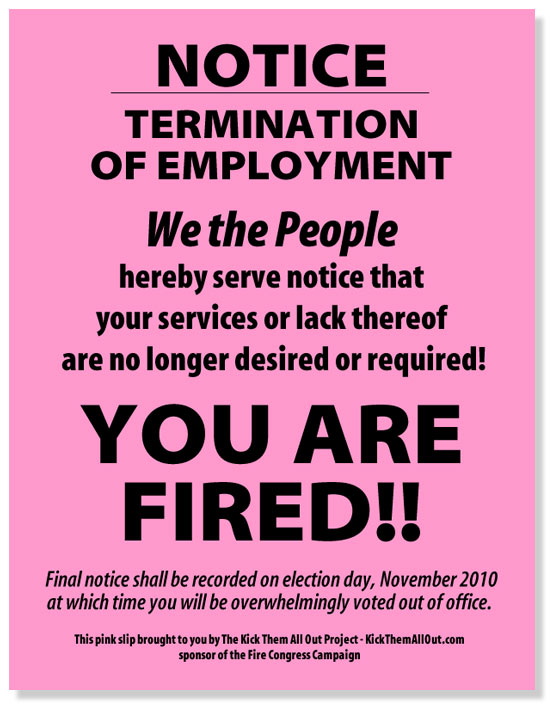 NOTICE
TERMINATION
OF EMPLOYMENT
We the People
hereby serve notice that
your services or lack thereof
are no longer desired or required!
YOU ARE
FIRED!!
Final notice shall be recorded on election day, November 2010
at which time you will be overwhelmingly voted out of office.
This pink slip brought to you by The Kick Them All Out Project - KickThemAllOut.com
sponsor of the Fire Congress Campaign